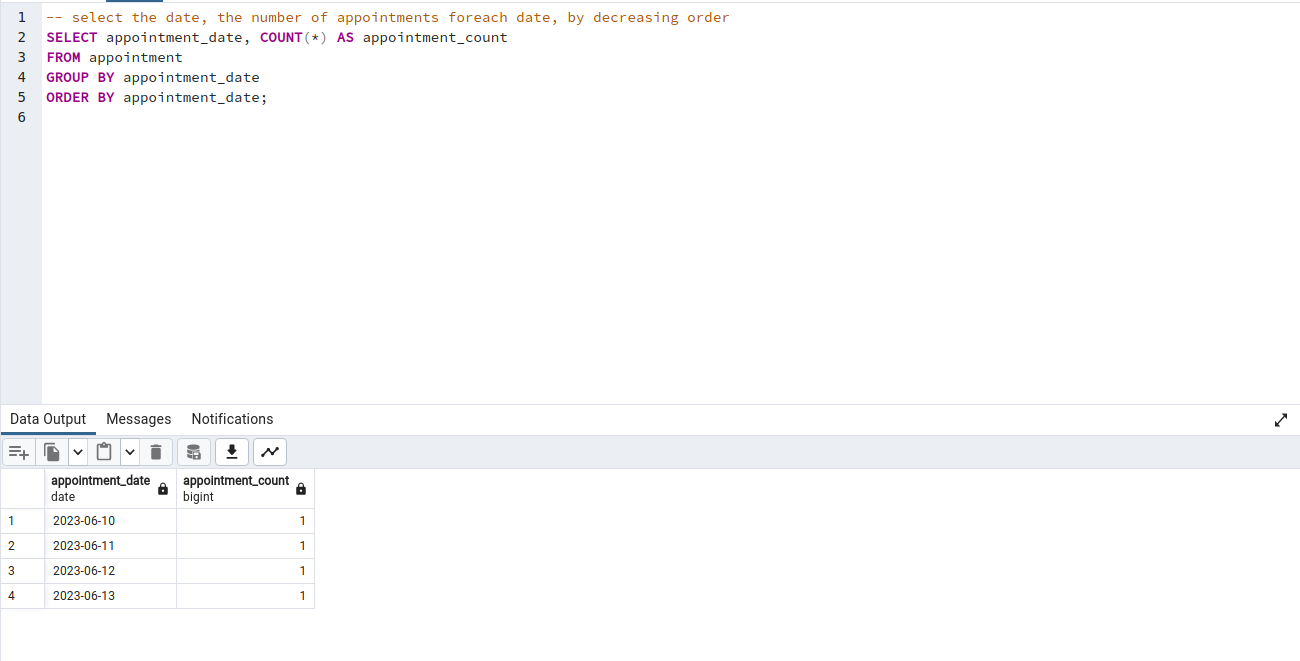 1 -- select the date, the number of appointments foreach date, by decreasing order
2 SELECT appointment_date, COUNT(*) AS appointment_count
3 FROM appointment
4 GROUP BY appointment_date
5 ORDER BY appointment_date;
6
Data Output Messages Notifications
appointment_date appointment_count
date bigint
1 2023-06-10 1
2 2023-06-11 1
3 2023-06-12 1
4 2023-06-13 1